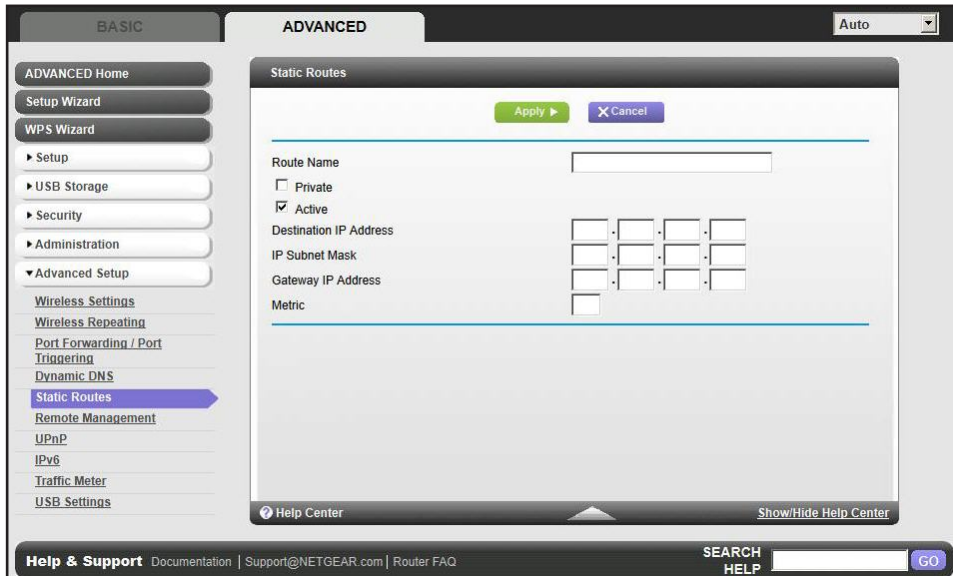 BASIC
ADVANCED
Auto
ADVANCED Home
Setup Wizard
WPS Wizard
Setup
USB Storage
Security
Administration
Advanced Setup
Wireless Settings
Wireless Repeating
Port Forwarding / Port
Triggering
Dynamic DNS
Static Routes
Remote Management
UPnP
IPv6
Traffic Meter
USB Settings
Static Routes
Apply
X Cancel
Route Name
Private
Active
Destination IP Address
IP Subnet Mask
Gateway IP Address
Metric
? Help Center
Show/Hide Help Center
Help & Support Documentation | Support@NETGEAR.com | Router FAQ
SEARCH
HELP
GO